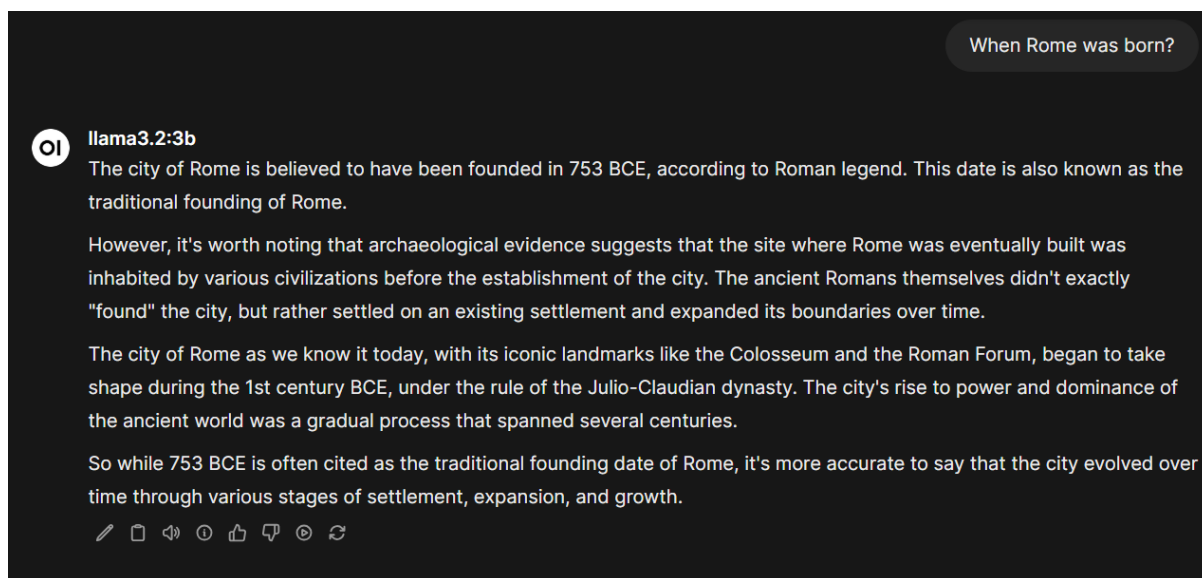 When Rome was born?
OI
llama3.2:3b
The city of Rome is believed to have been founded in 753 BCE, according to Roman legend. This date is also known as the
traditional founding of Rome.
However, it's worth noting that archaeological evidence suggests that the site where Rome was eventually built was
inhabited by various civilizations before the establishment of the city. The ancient Romans themselves didn't exactly
"found" the city, but rather settled on an existing settlement and expanded its boundaries over time.
The city of Rome as we know it today, with its iconic landmarks like the Colosseum and the Roman Forum, began to take
shape during the 1st century BCE, under the rule of the Julio-Claudian dynasty. The city's rise to power and dominance of
the ancient world was a gradual process that spanned several centuries.
So while 753 BCE is often cited as the traditional founding date of Rome, it's more accurate to say that the city evolved over
time through various stages of settlement, expansion, and growth.